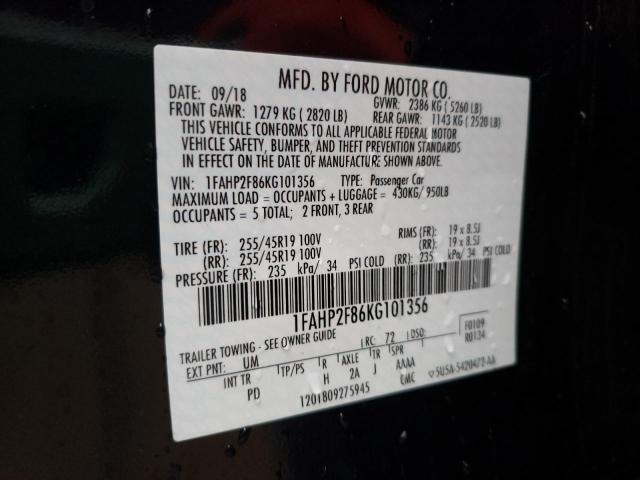 MFD. BY FORD MOTOR CO.
DATE: 09/18 GVWR: 2386 KG ( 5260 LB)
FRONT GAWR: 1279 KG ( 2820 LB) REAR GAWR: 1143 KG ( 2520 LB)
THIS VEHICLE CONFORMS TO ALL APPLICABLE FEDERAL MOTOR
VEHICLE SAFETY, BUMPER, AND THEFT PREVENTION STANDARDS
IN EFFECT ON THE DATE OF MANUFACTURE SHOWN ABOVE.
VIN: 1FAHP2F86KG101356 TYPE: Passenger Car
MAXIMUM LOAD = OCCUPANTS + LUGGAGE = 430KG/ 950LB
OCCUPANTS = 5 TOTAL; 2 FRONT, 3 REAR
TIRE (FR): 255/45R19 100V RIMS (FR): 19 x 8.5J
(RR): 255/45R19 100V (RR): 19 x 8.5J
PRESSURE (FR): 235 kPa/ 34 PSI COLD (RR): 235 kPa/ 34 PSI COLD
1FAHP2F86KG101356
TRAILER TOWING - SEE OWNER GUIDE
F0109
EXT PNT: UM RC: 72 DSO: R0134
INT TR TP/PS R AXLE TR SPR
PD H 2A J AAAA
1201809275945 CMC 5U5A-5420472-AA